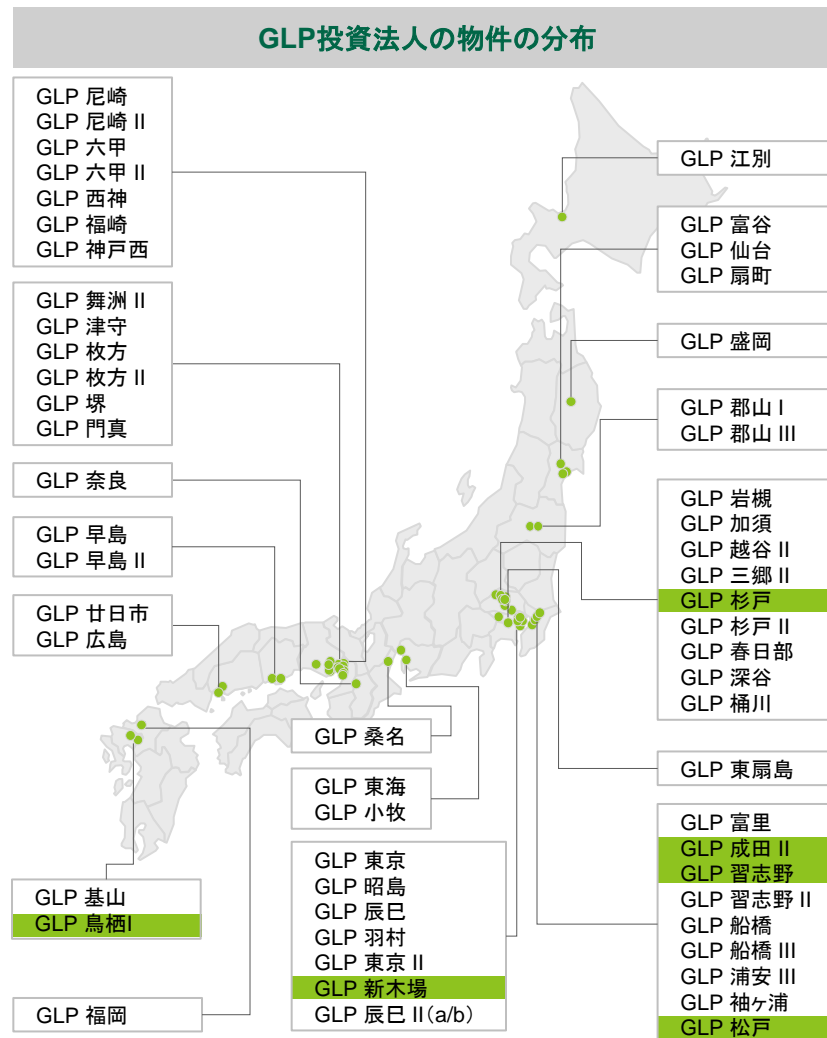 GLP投資法人の物件の分布
GLP 尼崎
GLP 尼崎 II
GLP 六甲
GLP 六甲 II
GLP 西神
GLP 福崎
GLP 神戸西
GLP 舞洲 II
GLP 津守
GLP 枚方
GLP 枚方 II
GLP 堺
GLP 門真
GLP 奈良
GLP 早島
GLP 早島 II
GLP 廿日市
GLP 広島
GLP 基山
GLP 鳥栖I
GLP 福岡
GLP 桑名
GLP 東海
GLP 小牧
GLP 東京
GLP 昭島
GLP 辰巳
GLP 羽村
GLP 東京 II
GLP 新木場
GLP 辰巳 II(a/b)
GLP 江別
GLP 富谷
GLP 仙台
GLP 扇町
GLP 盛岡
GLP 郡山 I
GLP 郡山 III
GLP 岩槻
GLP 加須
GLP 越谷 II
GLP 三郷 II
GLP 杉戸
GLP 杉戸 II
GLP 春日部
GLP 深谷
GLP 桶川
GLP 東扇島
GLP 富里
GLP 成田 II
GLP 習志野
GLP 習志野 II
GLP 船橋
GLP 船橋 III
GLP 浦安 III
GLP 袖ヶ浦
GLP 松戸